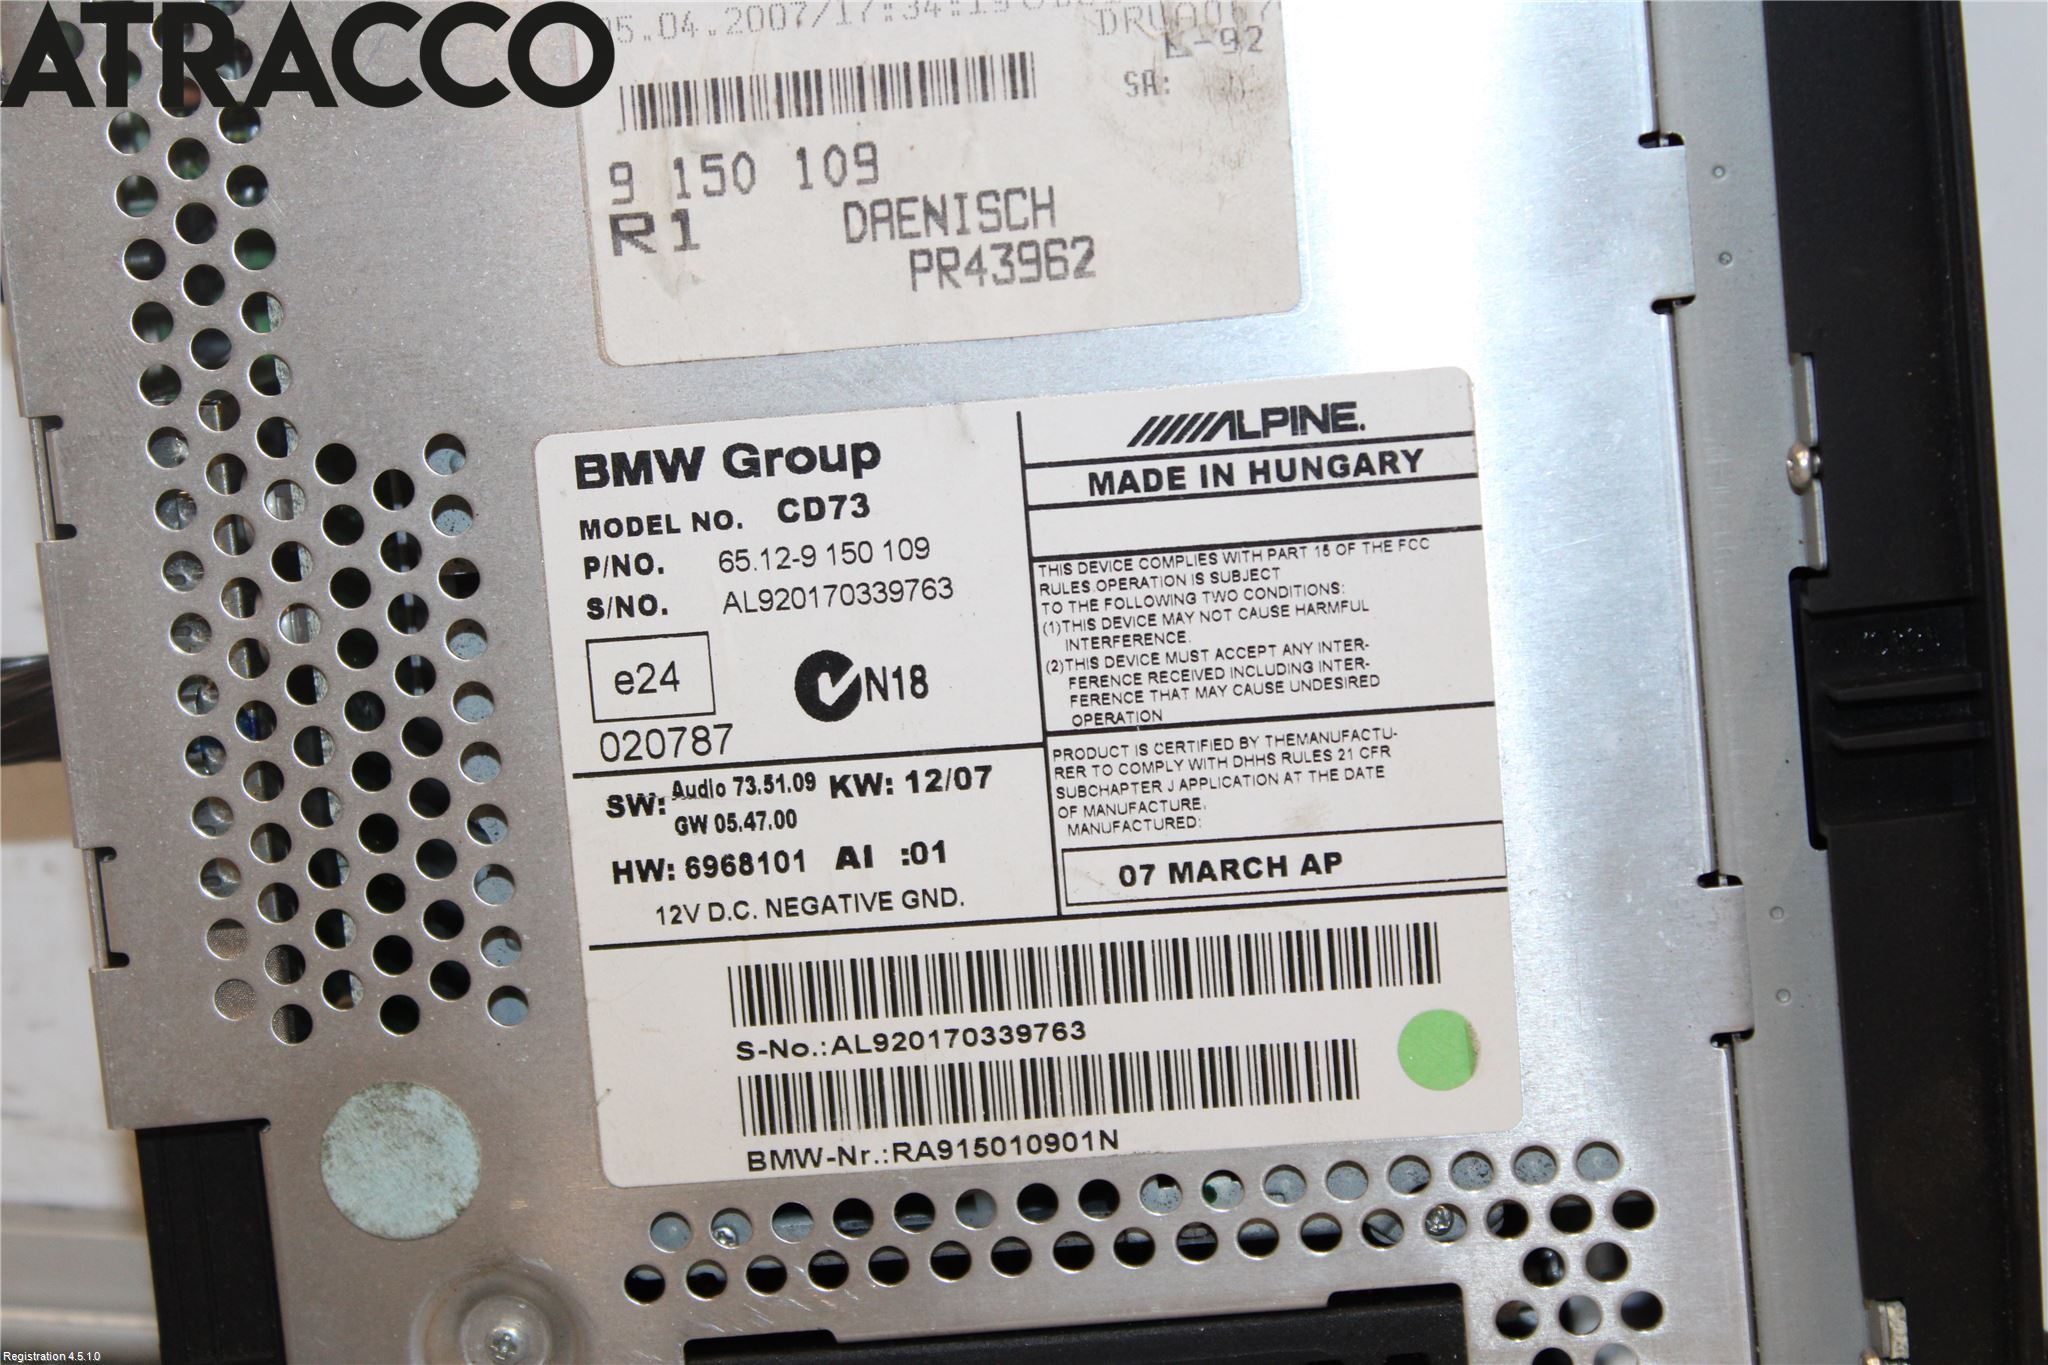 ATRACCO
5.04.2007/17:34:19
E-92
SA:
9 150 109
R1 DAENISCH
PR43962
BMW Group
MODEL NO. CD73
P/NO. 65.12-9 150 109
S/NO. AL920170339763
e24
020787
N18
SW: Audio 73.51.09 KW: 12/07
GW 05.47.00
HW: 6968101 AI :01
12V D.C. NEGATIVE GND.
ALPINE.
MADE IN HUNGARY
THIS DEVICE COMPLIES WITH PART 15 OF THE FCC
RULES.OPERATION IS SUBJECT
TO THE FOLLOWING TWO CONDITIONS:
(1)THIS DEVICE MAY NOT CAUSE HARMFUL
INTERFERENCE.
(2)THIS DEVICE MUST ACCEPT ANY INTER-
FERENCE RECEIVED INCLUDING INTER-
FERENCE THAT MAY CAUSE UNDESIRED
OPERATION
PRODUCT IS CERTIFIED BY THEMANUFACTU-
RER TO COMPLY WITH DHHS RULES 21 CFR
SUBCHAPTER J APPLICATION AT THE DATE
OF MANUFACTURE.
MANUFACTURED:
07 MARCH AP
S-No.:AL920170339763
BMW-Nr.:RA915010901N
Registration 4.5.1.0